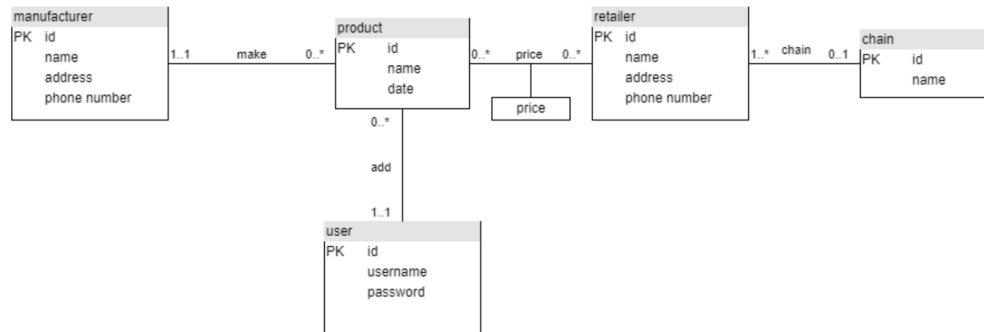 manufacturer
PK id
name
address
phone number
1..1 make 0..*
product
PK id
name
date
0..* price 0..*
price
retailer
PK id
name
address
phone number
1..* chain 0..1
chain
PK id
name
0..*
add
1..1
user
PK id
username
password